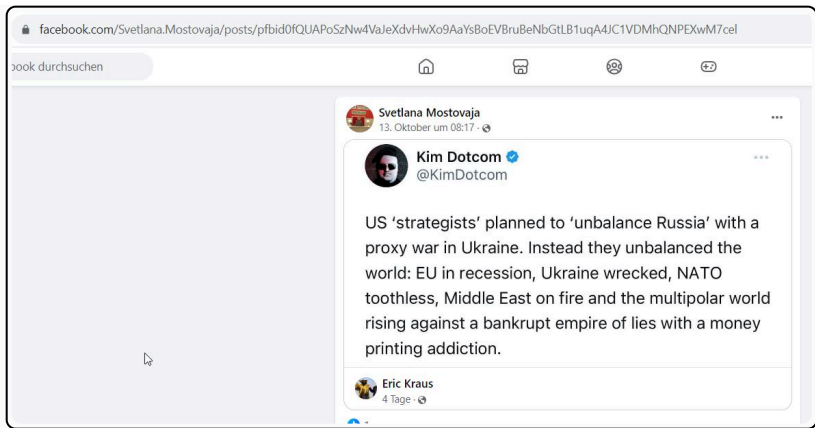 facebook.com/Svetlana.Mostovaja/posts/pfbid0fQUAPoSzNw4VaJeXdvHwXo9AaYsBoEVBruBeNbGtLB1uqA4JC1VDMhQNPEXwM7cel
book durchsuchen
Svetlana Mostovaja
13. Oktober um 08:17 ·
Kim Dotcom
@KimDotcom
US ‘strategists’ planned to ‘unbalance Russia’ with a
proxy war in Ukraine. Instead they unbalanced the
world: EU in recession, Ukraine wrecked, NATO
toothless, Middle East on fire and the multipolar world
rising against a bankrupt empire of lies with a money
printing addiction.
Eric Kraus
4 Tage ·